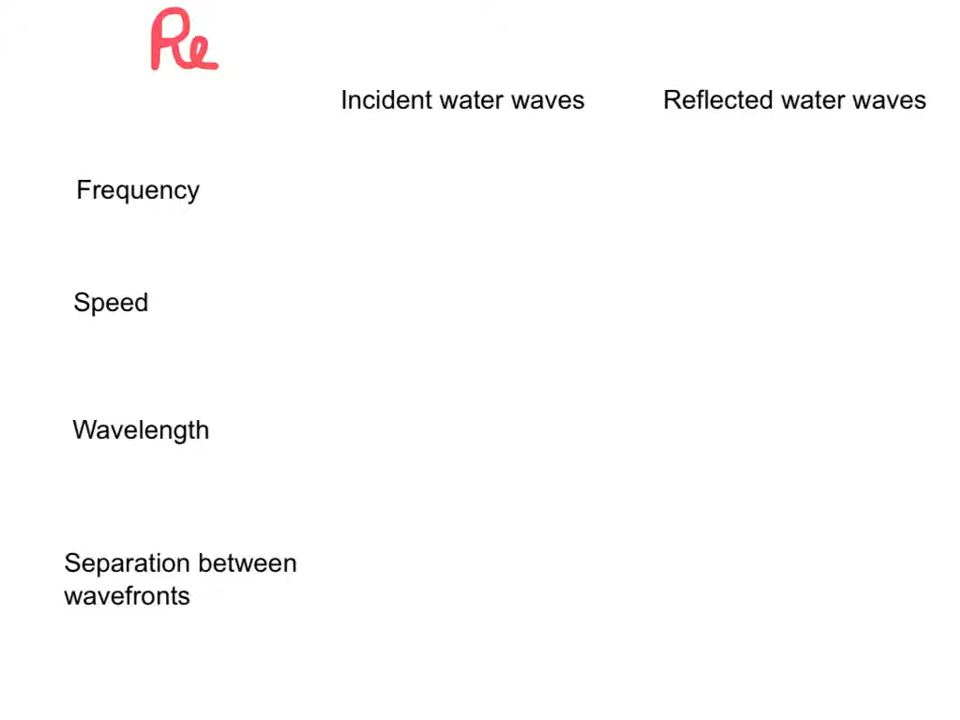 Re
Incident water waves Reflected water waves
Frequency
Speed
Wavelength
Separation between
wavefronts